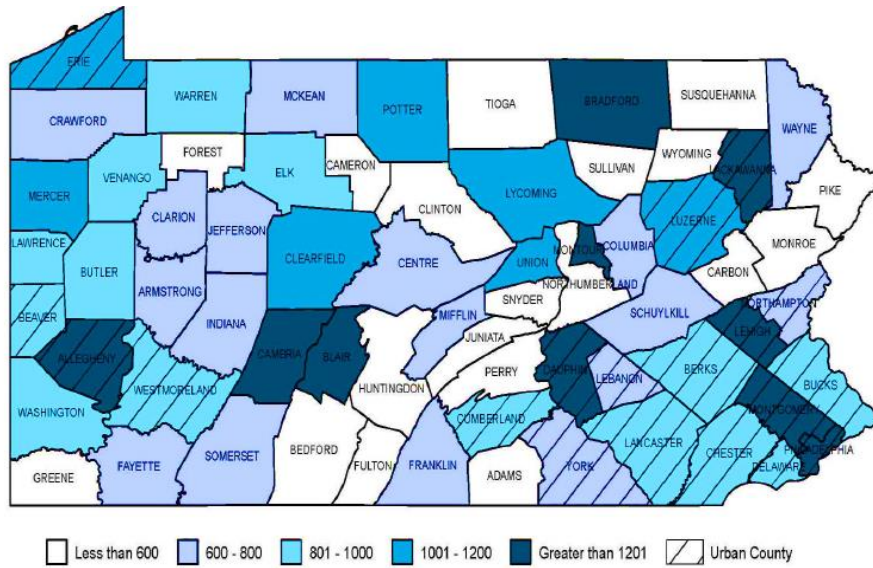 ERIE
WARREN
MCKEAN
POTTER
TIOGA
BRADFORD
SUSQUEHANNA
CRAWFORD
WAYNE
FOREST
CAMERON
SULLIVAN
WYOMING
LACKAWANNA
VENANGO
ELK
MERCER
LYCOMING
PIKE
CLARION
CLINTON
LUZERNE
JEFFERSON
LAWRENCE
CLEARFIELD
UNION
MONTOUR
COLUMBIA
MONROE
BUTLER
CENTRE
CARBON
ARMSTRONG
SNYDER
NORTHUMBERLAND
BEAVER
INDIANA
MIFFLIN
SCHUYLKILL
NORTHAMPTON
JUNIATA
LEHIGH
ALLEGHENY
CAMBRIA
BLAIR
DAUPHIN
BERKS
WESTMORELAND
HUNTINGDON
PERRY
LEBANON
BUCKS
WASHINGTON
CUMBERLAND
MONTGOMERY
LANCASTER
CHESTER
PHILADELPHIA
GREENE
FAYETTE
SOMERSET
BEDFORD
FULTON
FRANKLIN
ADAMS
YORK
DELAWARE
Less than 600 600 - 800 801 - 1000 1001 - 1200 Greater than 1201 Urban County